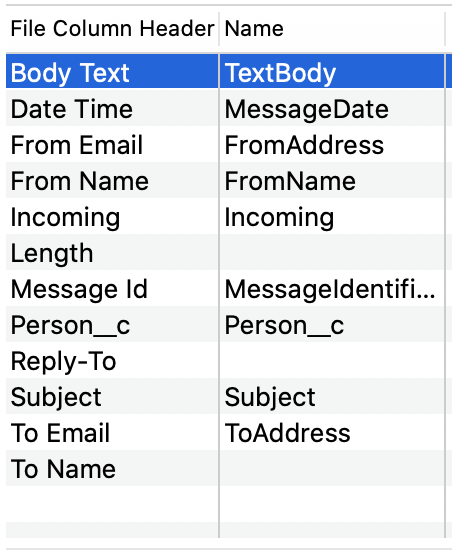 File Column Header Name
Body Text TextBody
Date Time MessageDate
From Email FromAddress
From Name FromName
Incoming Incoming
Length
Message Id MessageIdentifi...
Person__c Person__c
Reply-To
Subject Subject
To Email ToAddress
To Name